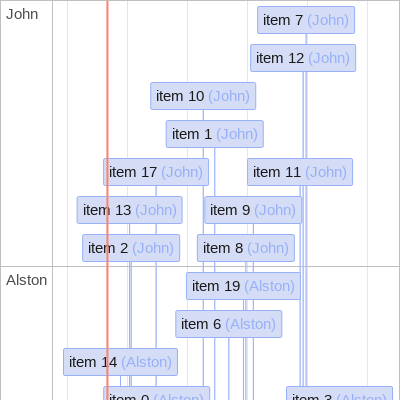 John
item 7 (John)
item 12 (John)
item 10 (John)
item 1 (John)
item 17 (John)
item 11 (John)
item 13 (John)
item 9 (John)
item 2 (John)
item 8 (John)
Alston
item 19 (Alston)
item 6 (Alston)
item 14 (Alston)
item 0 (Alston)
item 3 (Alston)